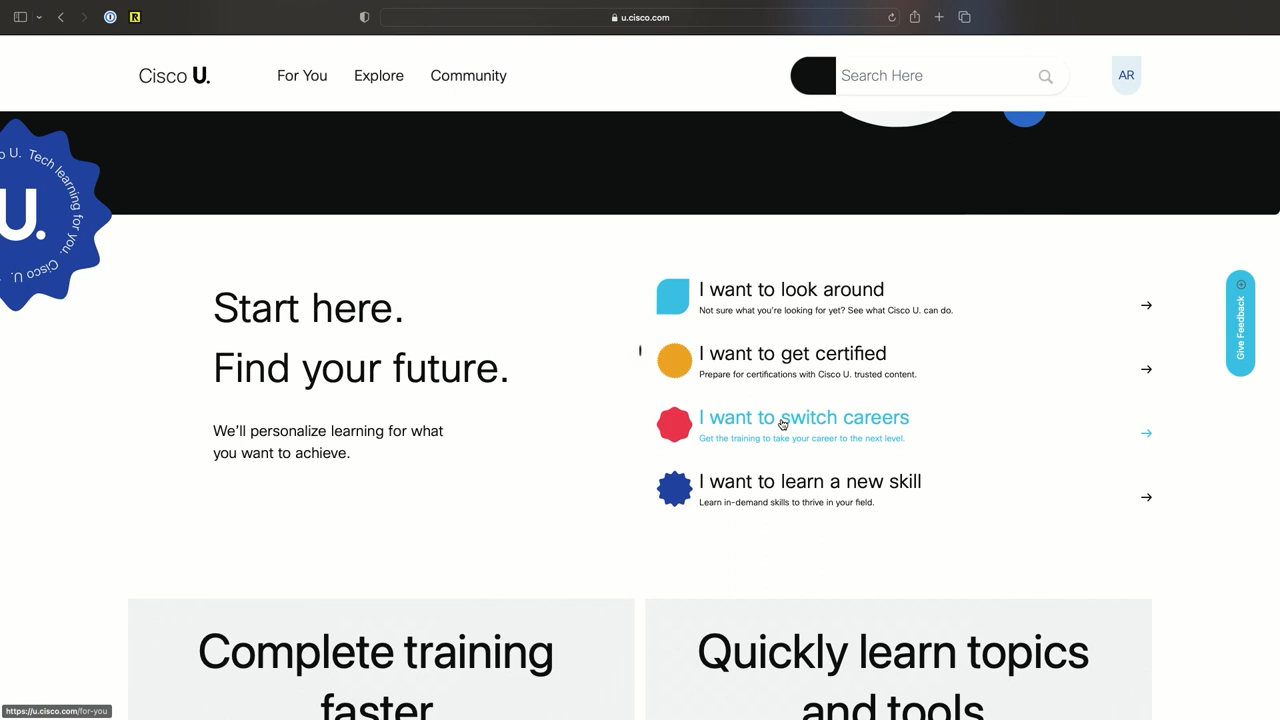 u.cisco.com
Cisco U.
For You
Explore
Community
Search Here
AR
o U. Tech learning for you. Cisco U.
U.
Start here.
Find your future.
We'll personalize learning for what
you want to achieve.
I want to look around
Not sure what you're looking for yet? See what Cisco U. can do.
I want to get certified
Prepare for certifications with Cisco U. trusted content.
I want to switch careers
Get the training to take your career to the next level.
I want to learn a new skill
Learn in-demand skills to thrive in your field.
Give Feedback
Complete training
faster
Quickly learn topics
and tools
https://u.cisco.com/for-you
R